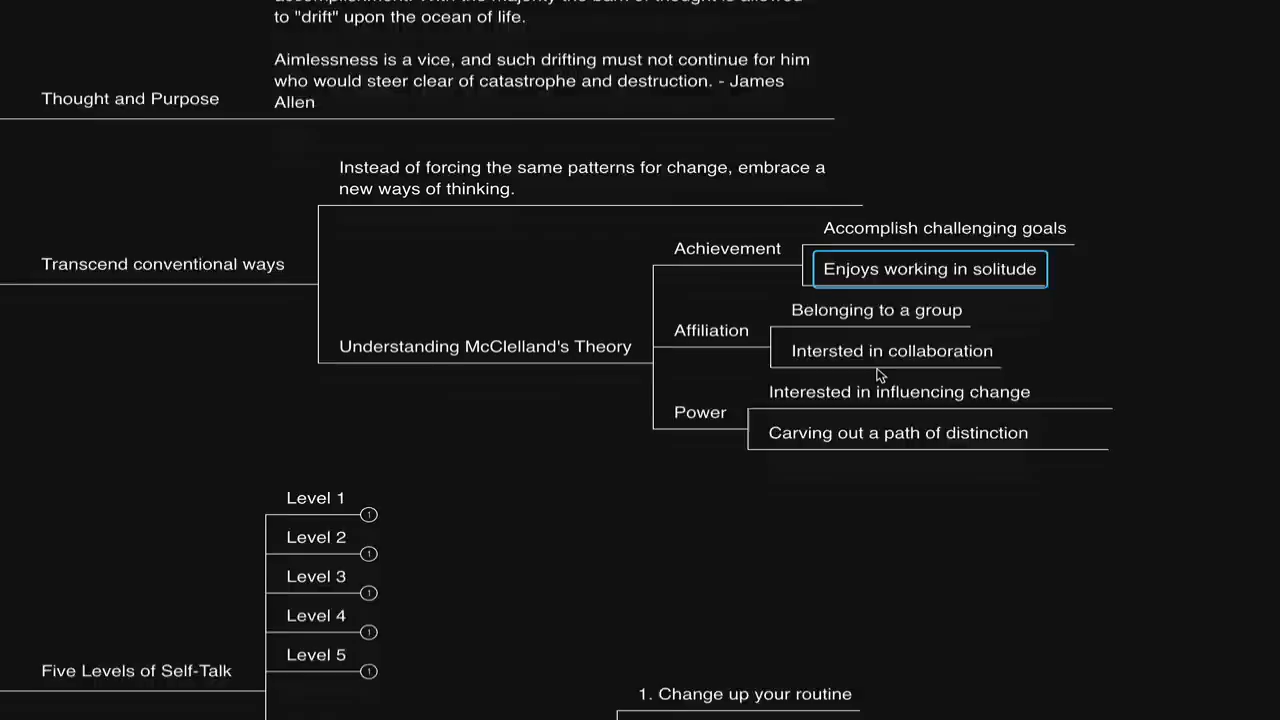 to "drift" upon the ocean of life.
Aimlessness is a vice, and such drifting must not continue for him
who would steer clear of catastrophe and destruction. - James
Allen
Thought and Purpose
Instead of forcing the same patterns for change, embrace a
new ways of thinking.
Transcend conventional ways
Understanding McClelland's Theory
Achievement
Accomplish challenging goals
Enjoys working in solitude
Affiliation
Belonging to a group
Intersted in collaboration
Power
Interested in influencing change
Carving out a path of distinction
Five Levels of Self-Talk
Level 1
1
Level 2
1
Level 3
1
Level 4
1
Level 5
1
1. Change up your routine